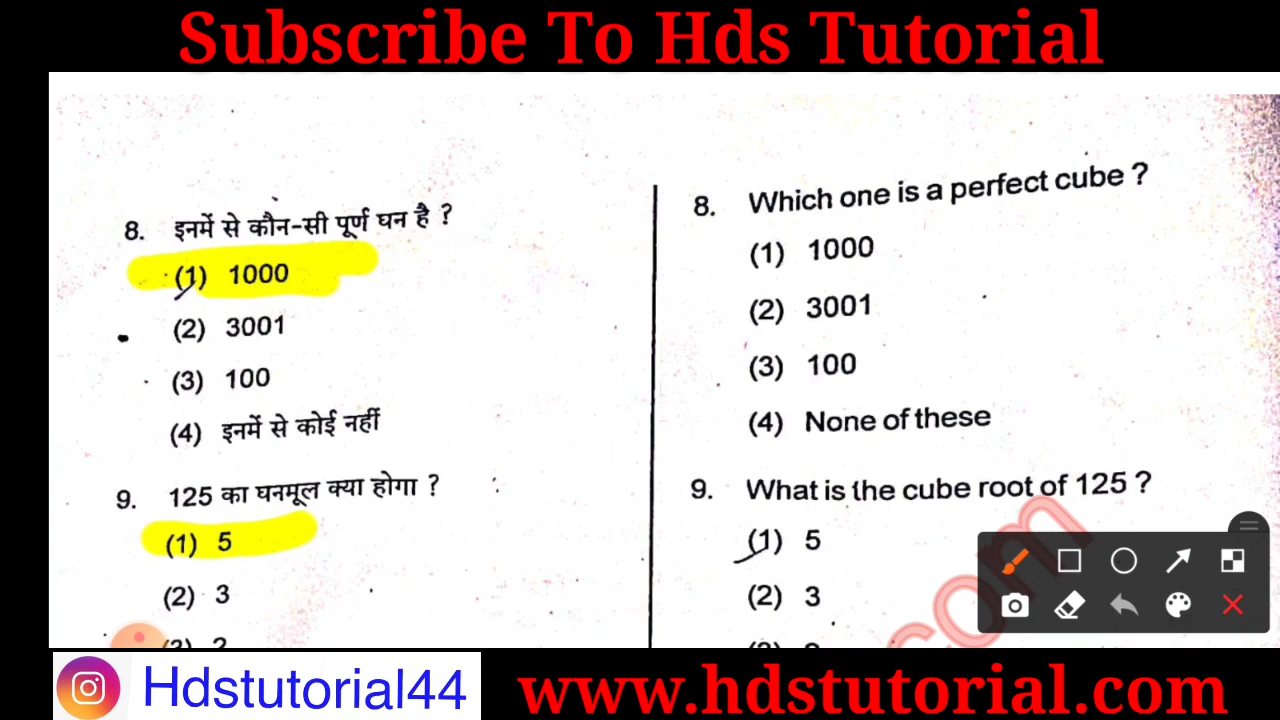 Subscribe To Hds Tutorial
8. इनमें से कौन-सी पूर्ण घन है ?
(1) 1000
(2) 3001
(3) 100
(4) इनमें से कोई नहीं
9. 125 का घनमूल क्या होगा ?
(1) 5
(2) 3
8. Which one is a perfect cube ?
(1) 1000
(2) 3001
(3) 100
(4) None of these
9. What is the cube root of 125 ?
(1) 5
(2) 3
com
Hdstutorial44
www.hdstutorial.com